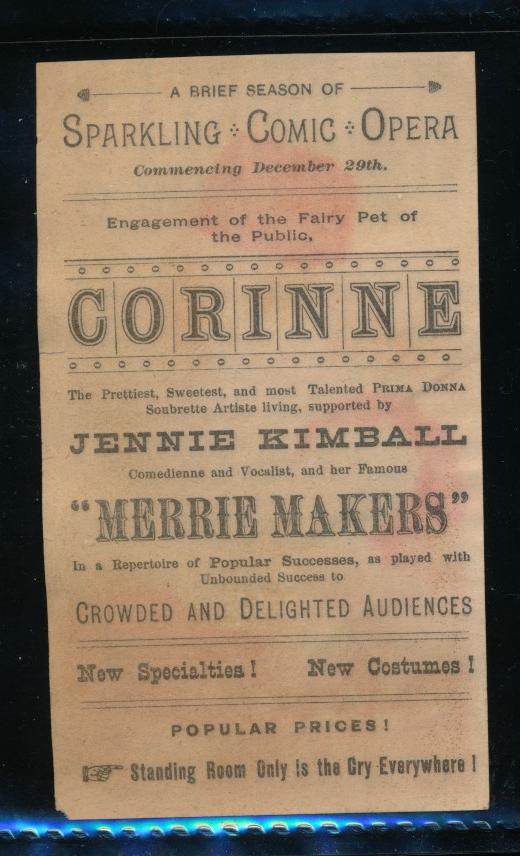 A BRIEF SEASON OF
SPARKLING COMIC OPERA
Commencing December 29th.
Engagement of the Fairy Pet of
the Public,
CORINNE
The Prettiest, Sweetest, and most Talented PRIMA DONNA
Soubrette Artiste living, supported by
JENNIE KIMBALL
Comedienne and Vocalist, and her Famous
"MERRIE MAKERS"
In a Repertoire of Popular Successes, as played with
Unbounded Success to
CROWDED AND DELIGHTED AUDIENCES
New Specialties! New Costumes!
POPULAR PRICES!
Standing Room Only is the Cry Everywhere!